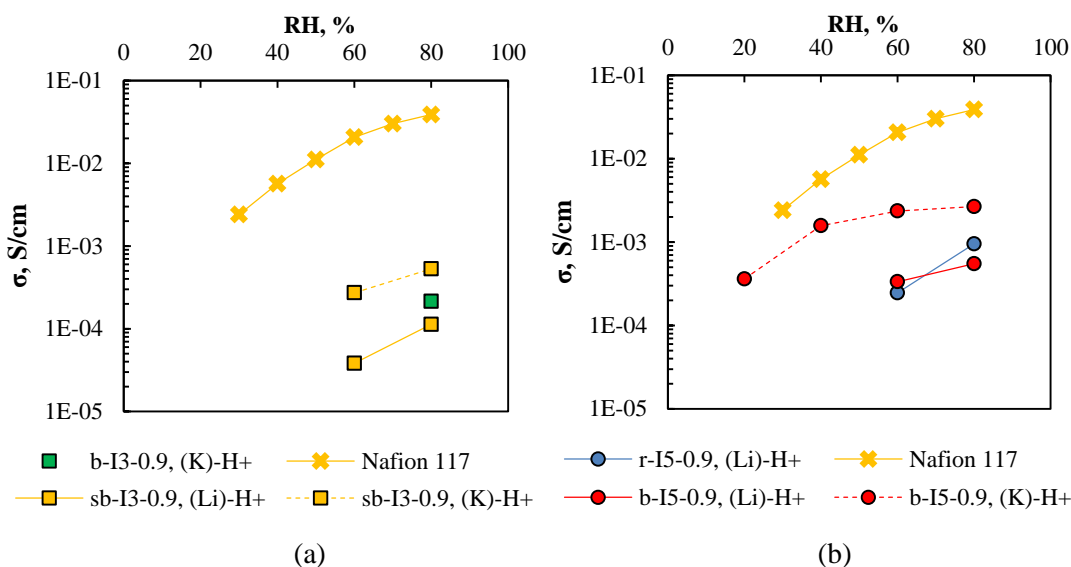 RH, %
0 20 40 60 80 100
1E-01
1E-02
1E-03
1E-04
1E-05
σ, S/cm
b-I3-0.9, (K)-H+ Nafion 117
sb-I3-0.9, (Li)-H+ sb-I3-0.9, (K)-H+
(a)
RH, %
0 20 40 60 80 100
1E-01
1E-02
1E-03
1E-04
1E-05
σ, S/cm
r-I5-0.9, (Li)-H+ Nafion 117
b-I5-0.9, (Li)-H+ b-I5-0.9, (K)-H+
(b)